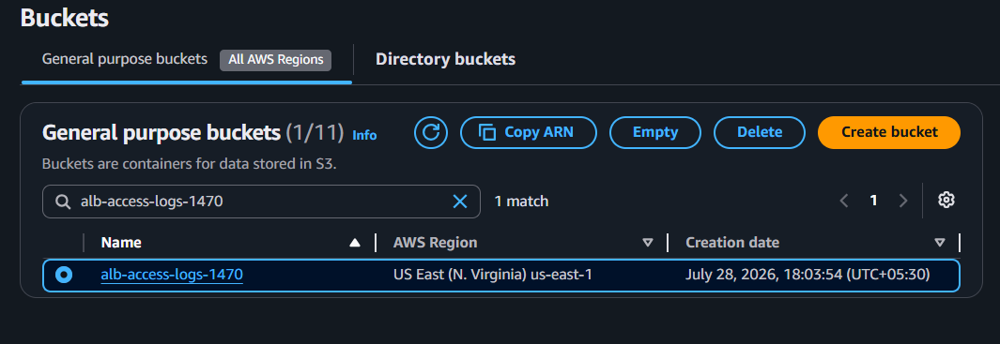 Buckets
General purpose buckets All AWS Regions Directory buckets
General purpose buckets (1/11) Info Copy ARN Empty Delete Create bucket
Buckets are containers for data stored in S3.
alb-access-logs-1470 1 match 1
Name AWS Region Creation date
alb-access-logs-1470 US East (N. Virginia) us-east-1 July 28, 2026, 18:03:54 (UTC+05:30)